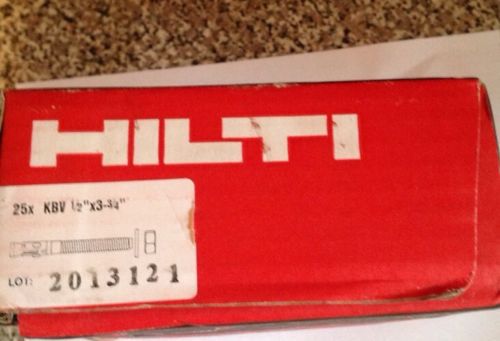 HILTI
25x KBV ½"x3-¾"
LOT: 2013121